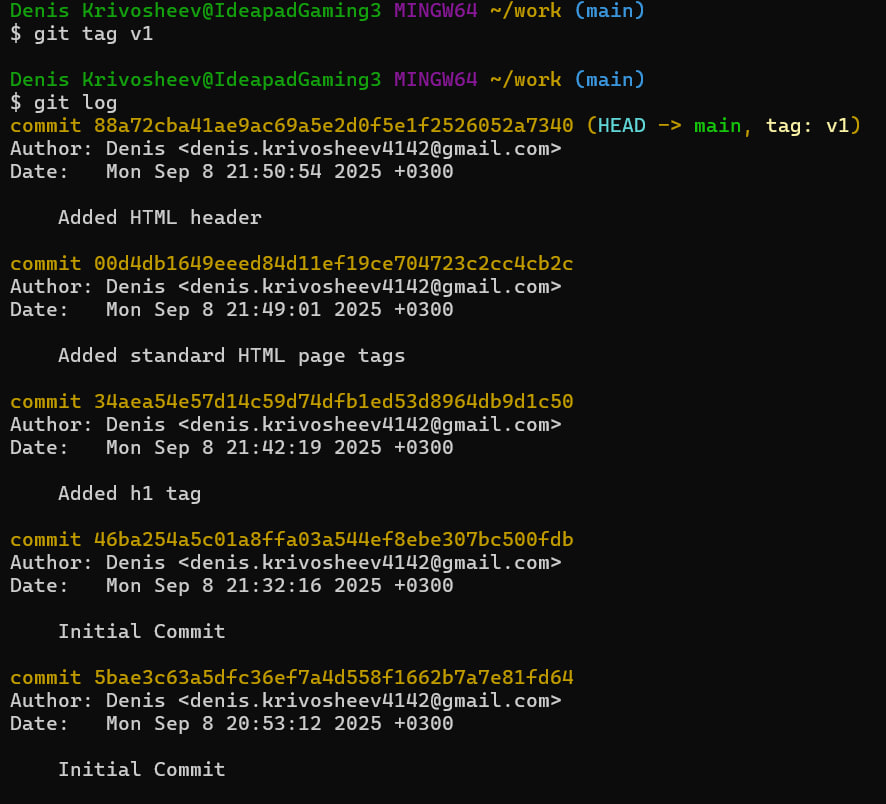 Denis Krivosheev@IdeapadGaming3 MINGW64 ~/work (main)
$ git tag v1
Denis Krivosheev@IdeapadGaming3 MINGW64 ~/work (main)
$ git log
commit 88a72cba41ae9ac69a5e2d0f5e1f2526052a7340 (HEAD -> main, tag: v1)
Author: Denis <denis.krivosheev4142@gmail.com>
Date:   Mon Sep 8 21:50:54 2025 +0300
    Added HTML header
commit 00d4db1649eeed84d11ef19ce704723c2cc4cb2c
Author: Denis <denis.krivosheev4142@gmail.com>
Date:   Mon Sep 8 21:49:01 2025 +0300
    Added standard HTML page tags
commit 34aea54e57d14c59d74dfb1ed53d8964db9d1c50
Author: Denis <denis.krivosheev4142@gmail.com>
Date:   Mon Sep 8 21:42:19 2025 +0300
    Added h1 tag
commit 46ba254a5c01a8ffa03a544ef8ebe307bc500fdb
Author: Denis <denis.krivosheev4142@gmail.com>
Date:   Mon Sep 8 21:32:16 2025 +0300
    Initial Commit
commit 5bae3c63a5dfc36ef7a4d558f1662b7a7e81fd64
Author: Denis <denis.krivosheev4142@gmail.com>
Date:   Mon Sep 8 20:53:12 2025 +0300
    Initial Commit